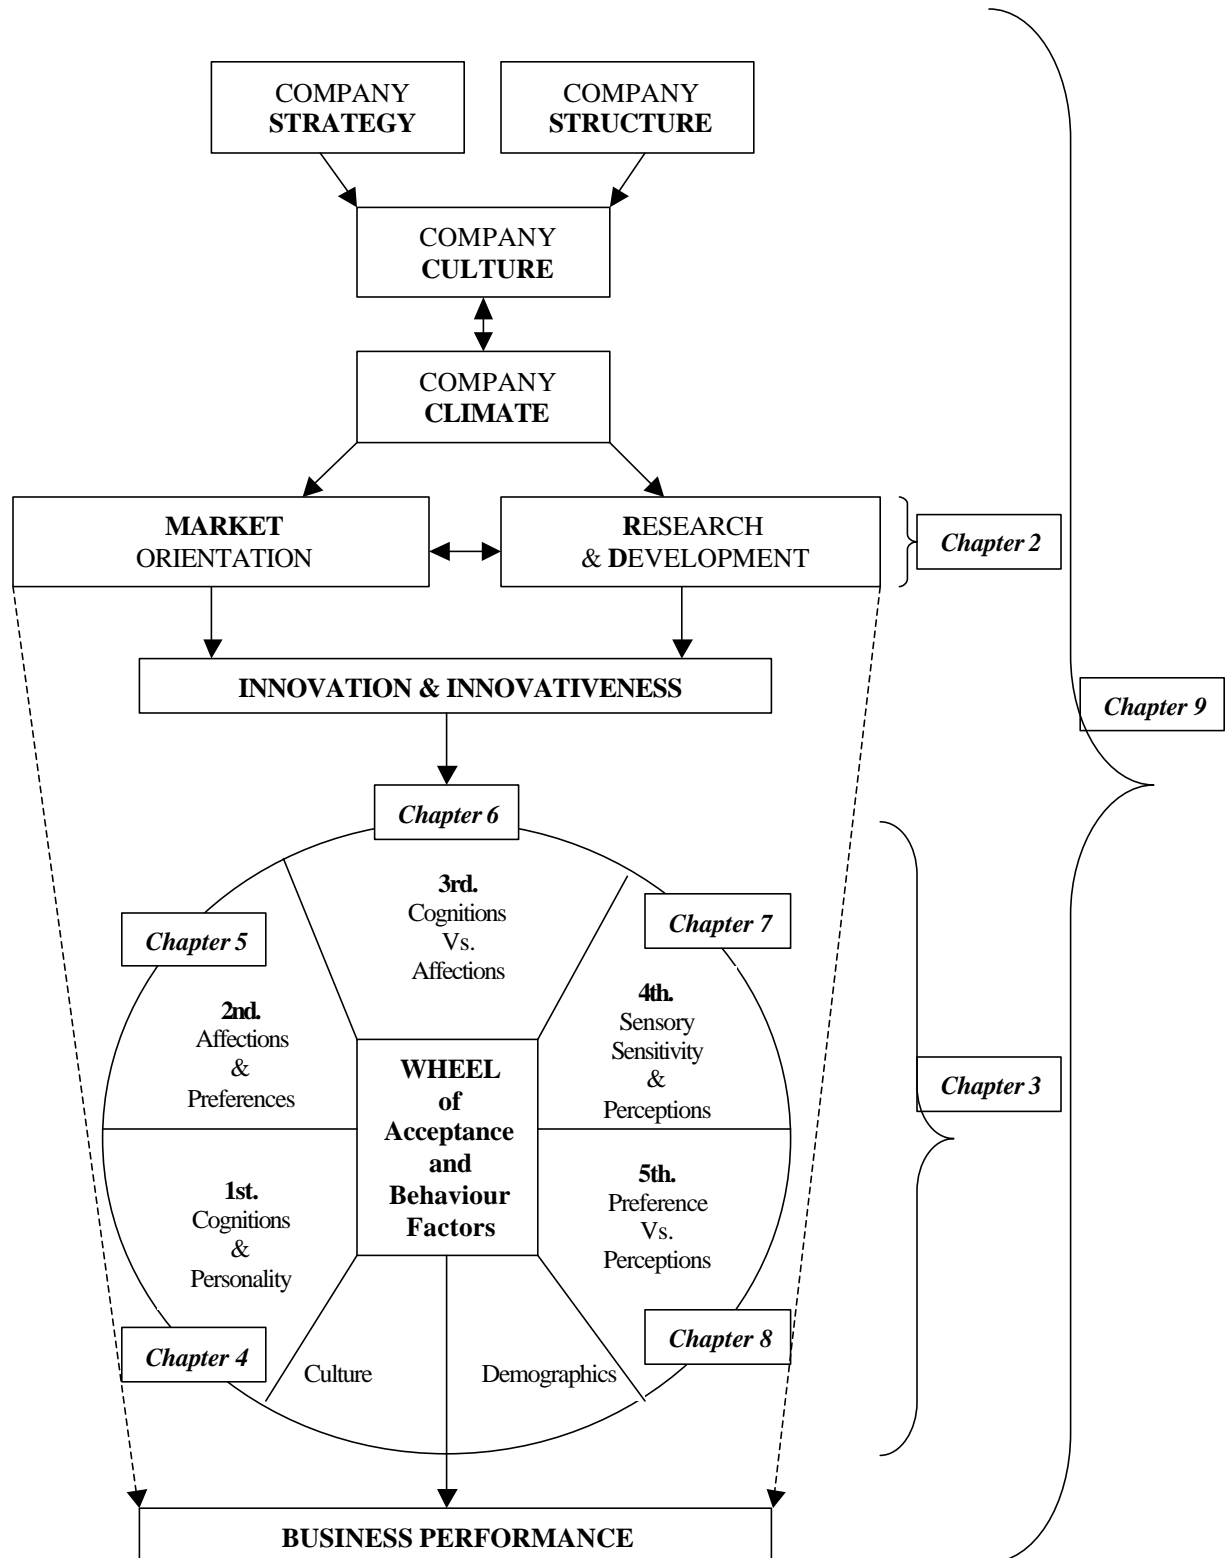 COMPANY
STRATEGY
COMPANY
STRUCTURE
COMPANY
CULTURE
COMPANY
CLIMATE
MARKET
ORIENTATION
RESEARCH
& DEVELOPMENT
Chapter 2
INNOVATION & INNOVATIVENESS
Chapter 9
Chapter 6
3rd.
Cognitions
Vs.
Affections
Chapter 5
Chapter 7
2nd.
Affections
&
Preferences
4th.
Sensory
Sensitivity
&
Perceptions
WHEEL
of
Acceptance
and
Behaviour
Factors
Chapter 3
1st.
Cognitions
&
Personality
5th.
Preference
Vs.
Perceptions
Chapter 4
Culture
Demographics
Chapter 8
BUSINESS PERFORMANCE